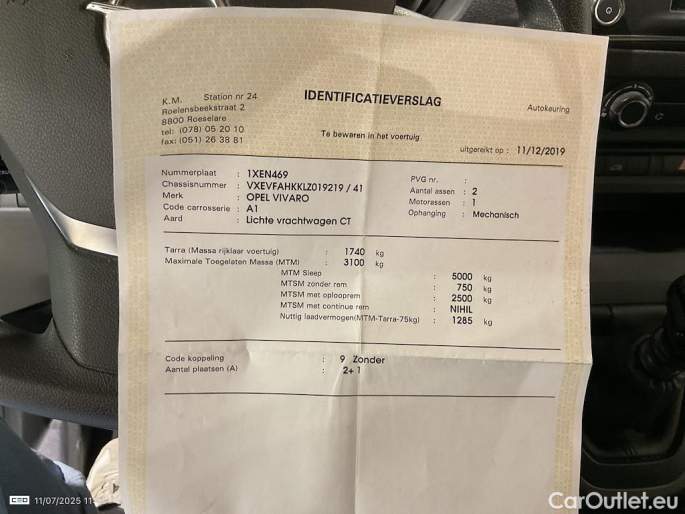 K.M. Station nr 24
Roelensbeekstraat 2
8800 Roeselare
tel: (078) 05 20 10
fax: (051) 26 38 81
IDENTIFICATIEVERSLAG
Autokeuring
Te bewaren in het voertuig
uitgereikt op : 11/12/2019
Nummerplaat : 1XEN469
Chassisnummer : VXEVFAHKKLZ019219 / 41
Merk : OPEL VIVARO
Code carrosserie : A1
Aard : Lichte vrachtwagen CT
PVG nr. :
Aantal assen : 2
Motorassen : 1
Ophanging : Mechanisch
Tarra (Massa rijklaar voertuig) : 1740 kg
Maximale Toegelaten Massa (MTM) : 3100 kg
MTM Sleep : 5000 kg
MTSM zonder rem : 750 kg
MTSM met oplooprem : 2500 kg
MTSM met continue rem : NIHIL
Nuttig laadvermogen(MTM-Tarra-75kg) : 1285 kg
Code koppeling : 9 Zonder
Aantal plaatsen (A) : 2+ 1
11/07/2025 11
CarOutlet.eu